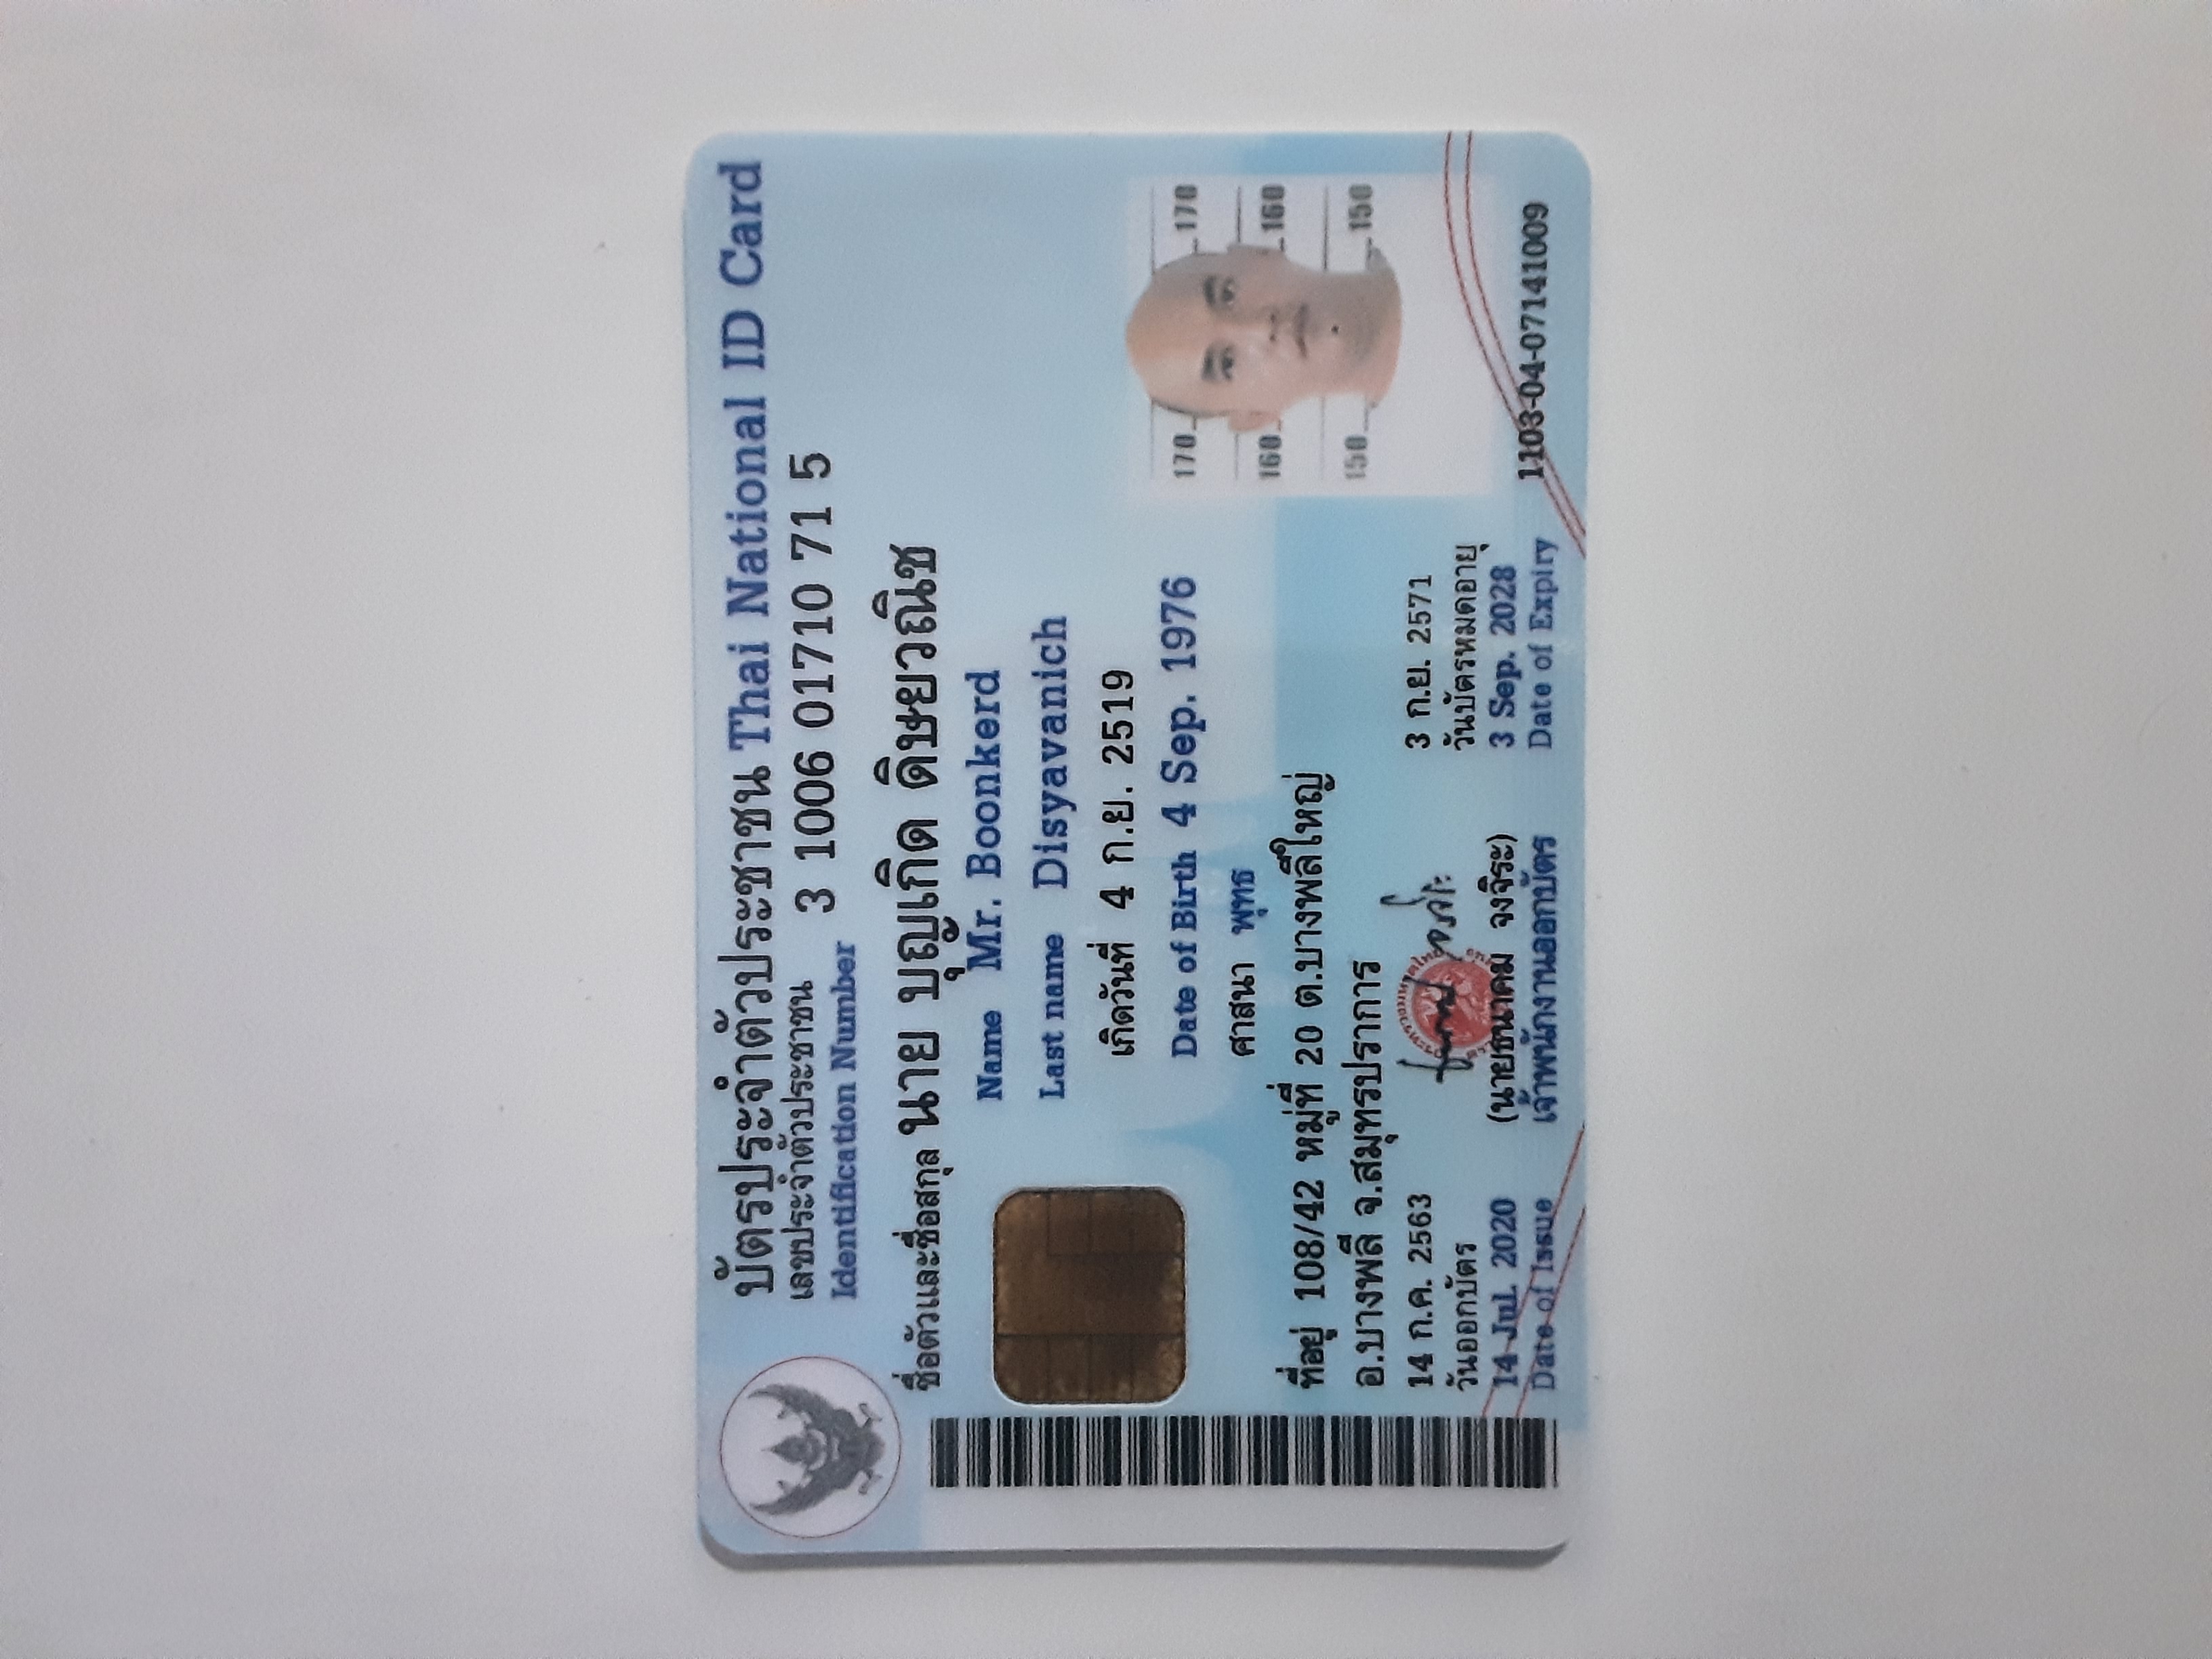 บัตรประจำตัวประชาชน Thai National ID Card
เลขประจำตัวประชาชน
Identification Number 3 1006 01710 71 5
ชื่อตัวและชื่อสกุล นาย บุญเกิด ดิษยวณิช
Name Mr. Boonkerd
Last name Disyavanich
เกิดวันที่ 4 ก.ย. 2519
Date of Birth 4 Sep. 1976
ศาสนา พุทธ
ที่อยู่ 108/42 หมู่ที่ 20 ต.บางพลีใหญ่
อ.บางพลี จ.สมุทรปราการ
170 170
160 160
150 150
14 ก.ค. 2563
วันออกบัตร
14 Jul. 2020
Date of Issue
(นายธนาคม จงจิระ)
เจ้าพนักงานออกบัตร
3 ก.ย. 2571
วันบัตรหมดอายุ
3 Sep. 2028
Date of Expiry
1103-04-07141009